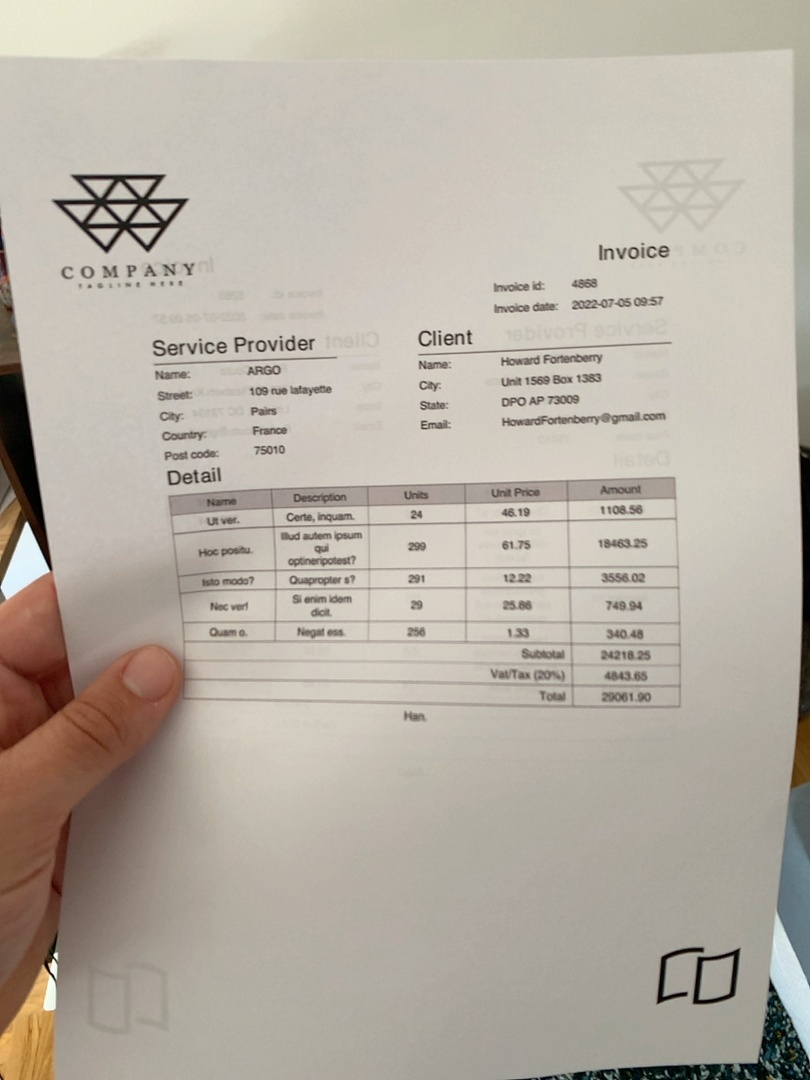 COMPANY
TAGLINE HERE
Invoice
Invoice id: 4868
Invoice date: 2022-07-05 09:57
Service Provider
Name: ARGO
Street: 109 rue lafayette
City: Pairs
Country: France
Post code: 75010
Client
Name: Howard Fortenberry
City: Unit 1569 Box 1383
State: DPO AP 73009
Email: HowardFortenberry@gmail.com
Detail
Name Description Units Unit Price Amount
Ut ver. Certe, inquam. 24 46.19 1108.56
Hoc positu. Illud autem ipsum qui optineripotest? 299 61.75 18463.25
Isto modo? Quapropter s? 291 12.22 3556.02
Nec ver! Si enim idem dicit. 29 25.86 749.94
Quam o. Negat ess. 256 1.33 340.48
Subtotal 24218.25
Vat/Tax (20%) 4843.65
Total 29061.90
Han.